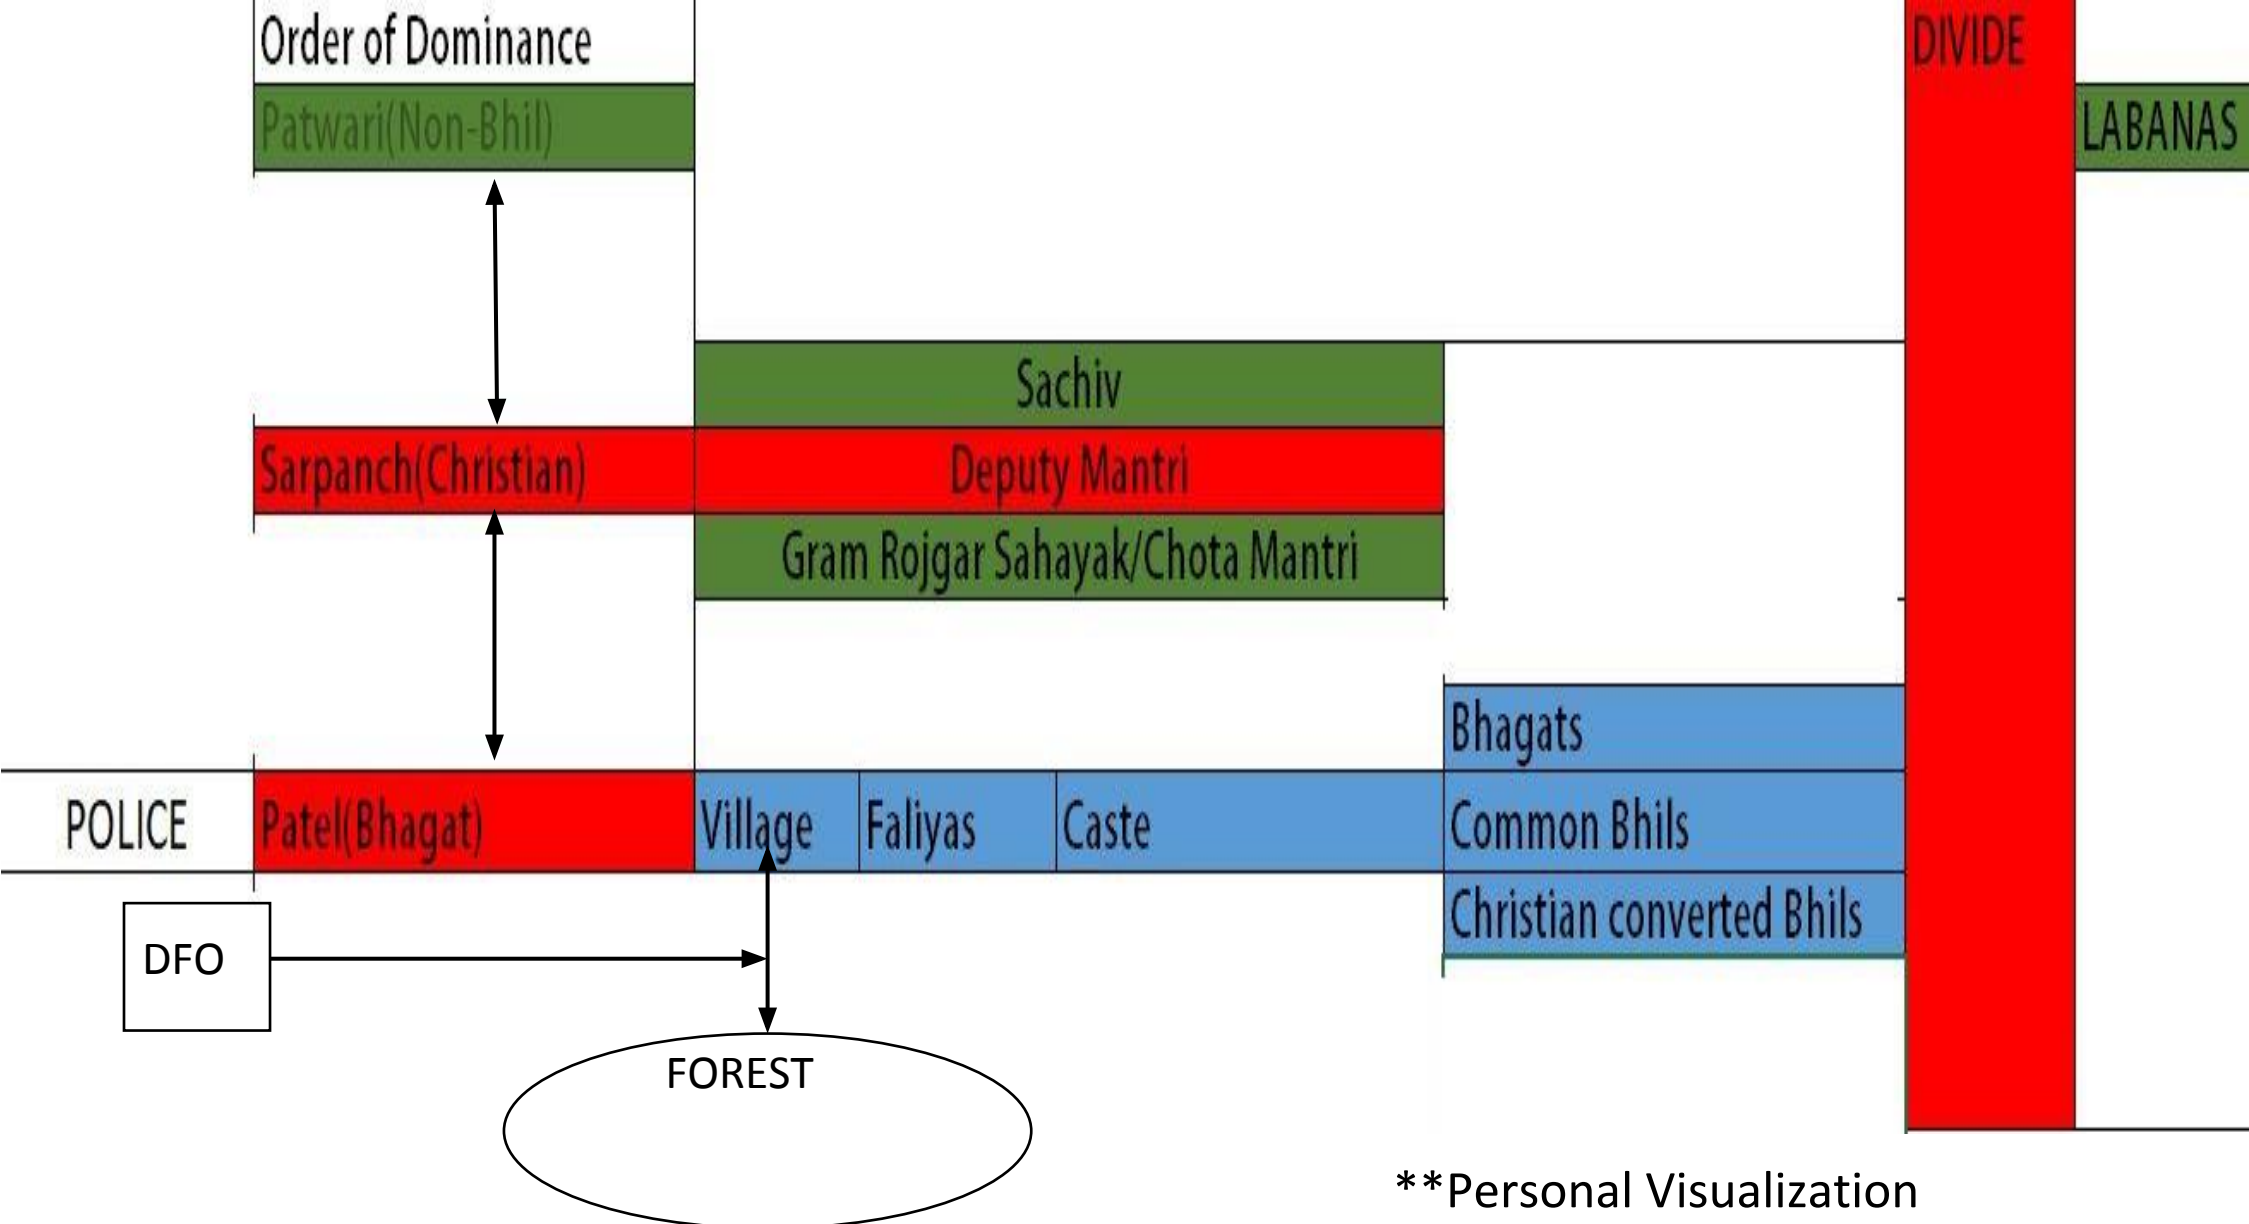 Order of Dominance
DIVIDE
Patwari(Non-Bhil)
LABANAS
Sachiv
Sarpanch(Christian)
Deputy Mantri
Gram Rojgar Sahayak/Chota Mantri
Bhagats
POLICE
Patel(Bhagat)
Village
Faliyas
Caste
Common Bhils
Christian converted Bhils
DFO
FOREST
**Personal Visualization